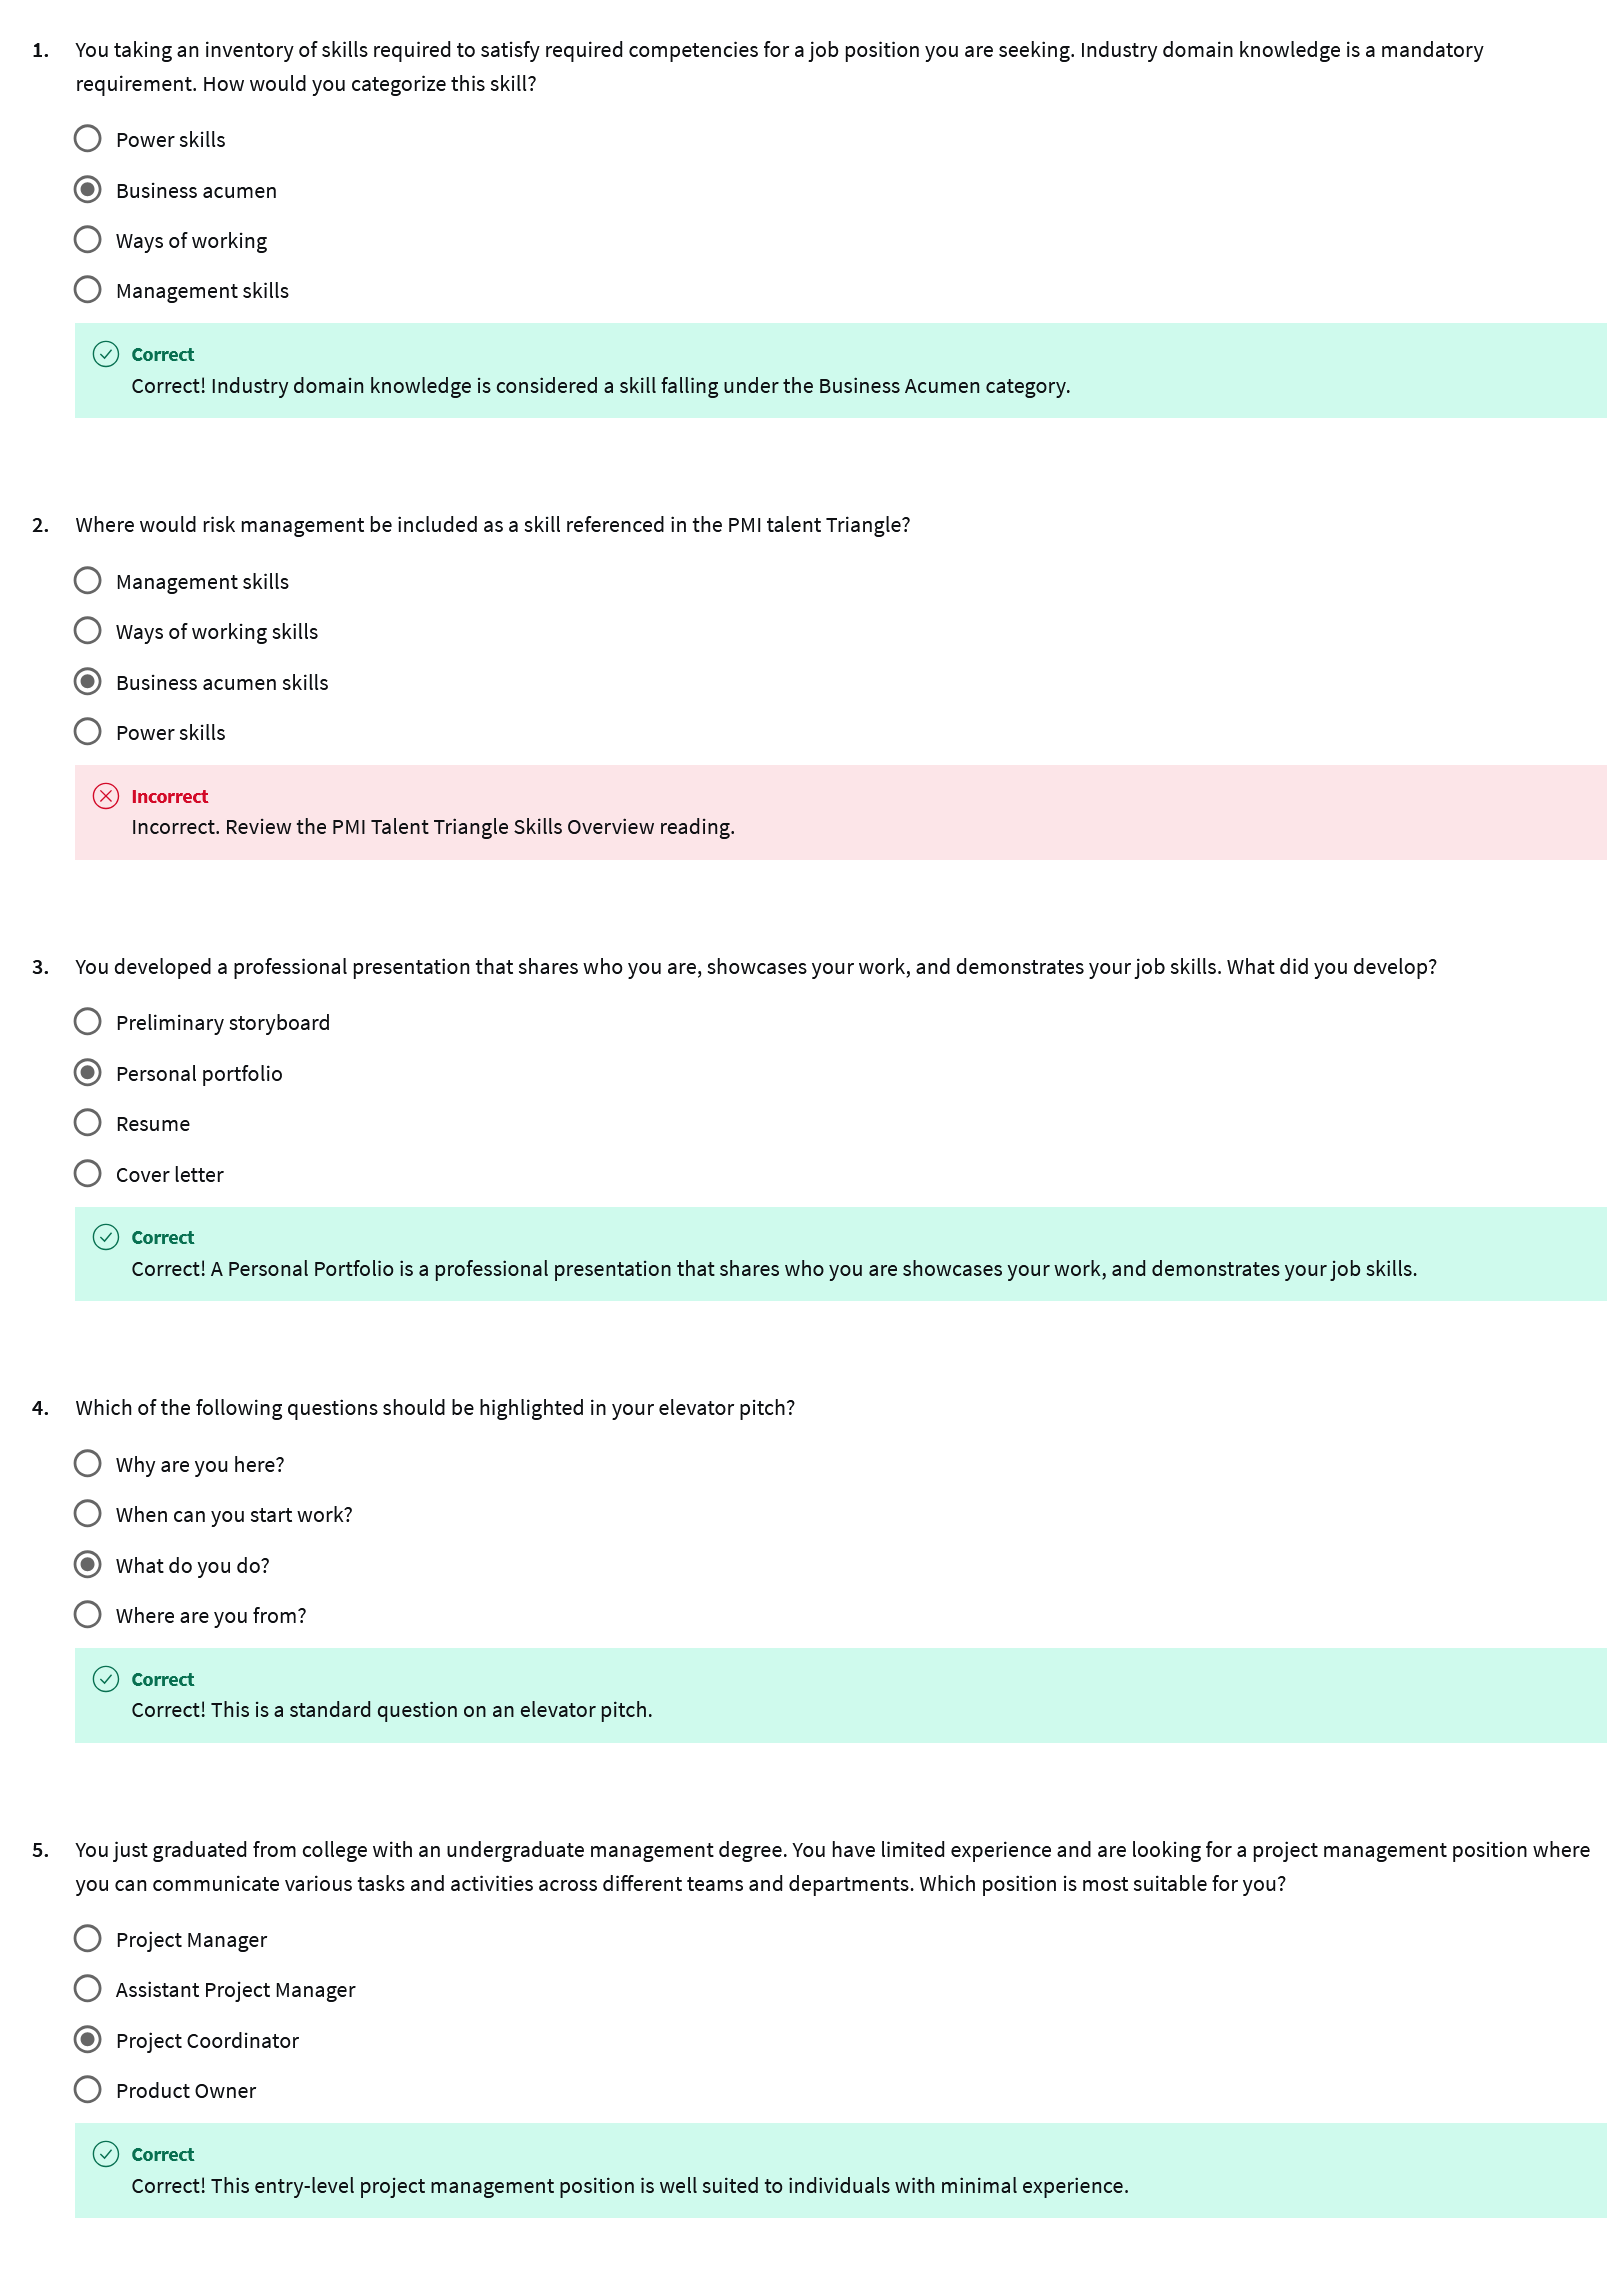 1. You taking an inventory of skills required to satisfy required competencies for a job position you are seeking. Industry domain knowledge is a mandatory
requirement. How would you categorize this skill?
Power skills
Business acumen
Ways of working
Management skills
Correct
Correct! Industry domain knowledge is considered a skill falling under the Business Acumen category.
2. Where would risk management be included as a skill referenced in the PMI talent Triangle?
Management skills
Ways of working skills
Business acumen skills
Power skills
Incorrect
Incorrect. Review the PMI Talent Triangle Skills Overview reading.
3. You developed a professional presentation that shares who you are, showcases your work, and demonstrates your job skills. What did you develop?
Preliminary storyboard
Personal portfolio
Resume
Cover letter
Correct
Correct! A Personal Portfolio is a professional presentation that shares who you are showcases your work, and demonstrates your job skills.
4. Which of the following questions should be highlighted in your elevator pitch?
Why are you here?
When can you start work?
What do you do?
Where are you from?
Correct
Correct! This is a standard question on an elevator pitch.
5. You just graduated from college with an undergraduate management degree. You have limited experience and are looking for a project management position where
you can communicate various tasks and activities across different teams and departments. Which position is most suitable for you?
Project Manager
Assistant Project Manager
Project Coordinator
Product Owner
Correct
Correct! This entry-level project management position is well suited to individuals with minimal experience.